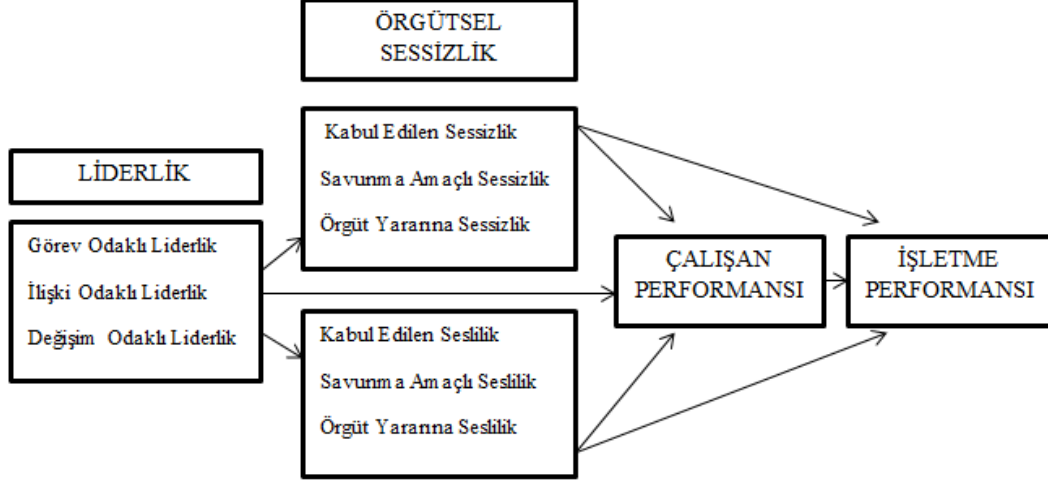 ÖRGÜTSEL
SESSİZLİK
LİDERLİK
Görev Odaklı Liderlik
İlişki Odaklı Liderlik
Değişim Odaklı Liderlik
Kabul Edilen Sessizlik
Savunma Amaçlı Sessizlik
Örgüt Yararına Sessizlik
Kabul Edilen Seslilik
Savunma Amaçlı Seslilik
Örgüt Yararına Seslilik
ÇALIŞAN
PERFORMANSI
İŞLETME
PERFORMANSI